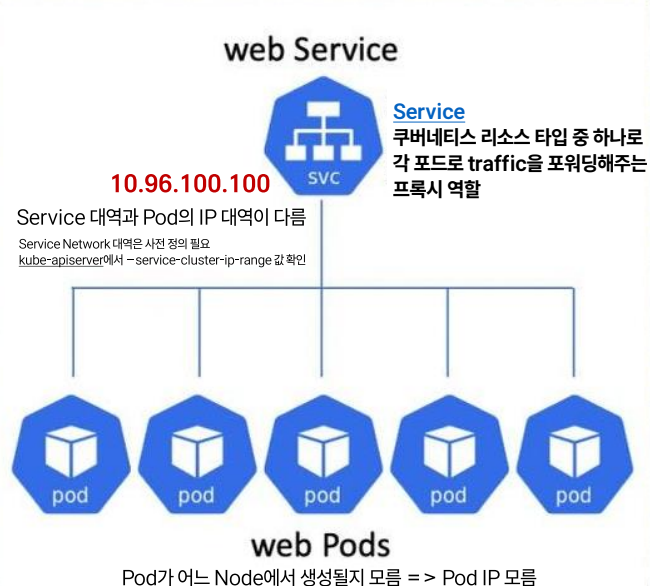 web Service
svc
Service
쿠버네티스 리소스 타입 중 하나로
각 포드로 traffic을 포워딩해주는
프록시 역할
10.96.100.100
Service 대역과 Pod의 IP 대역이 다름
Service Network 대역은 사전 정의 필요
kube-apiserver에서 –service-cluster-ip-range 값 확인
pod
pod
pod
pod
pod
web Pods
Pod가 어느 Node에서 생성될지 모름 => Pod IP 모름